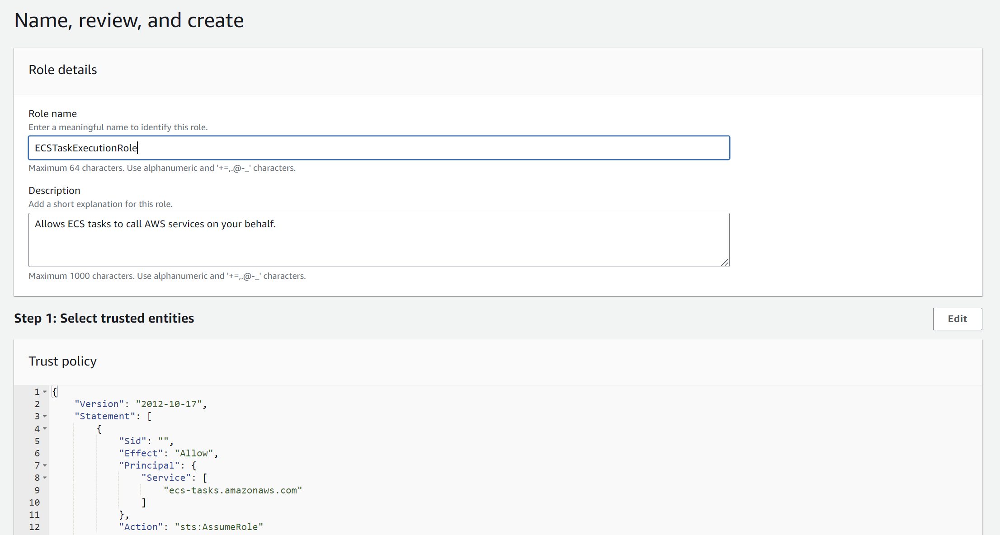 Name, review, and create
Role details
Role name
Enter a meaningful name to identify this role.
ECSTaskExecutionRole
Maximum 64 characters. Use alphanumeric and '+=,.@-_' characters.
Description
Add a short explanation for this role.
Allows ECS tasks to call AWS services on your behalf.
Maximum 1000 characters. Use alphanumeric and '+=,.@-_' characters.
Step 1: Select trusted entities
Edit
Trust policy
1 {
2 "Version": "2012-10-17",
3 "Statement": [
4 {
5 "Sid": "",
6 "Effect": "Allow",
7 "Principal": {
8 "Service": [
9 "ecs-tasks.amazonaws.com"
10 ]
11 },
12 "Action": "sts:AssumeRole"